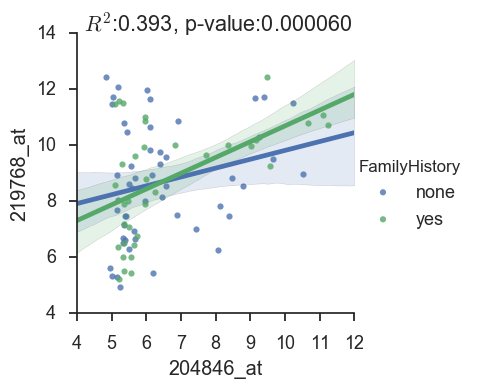 R²:0.393, p-value:0.000060
14
12
10
8
6
4
219768_at
4 5 6 7 8 9 10 11 12
204846_at
FamilyHistory
none
yes